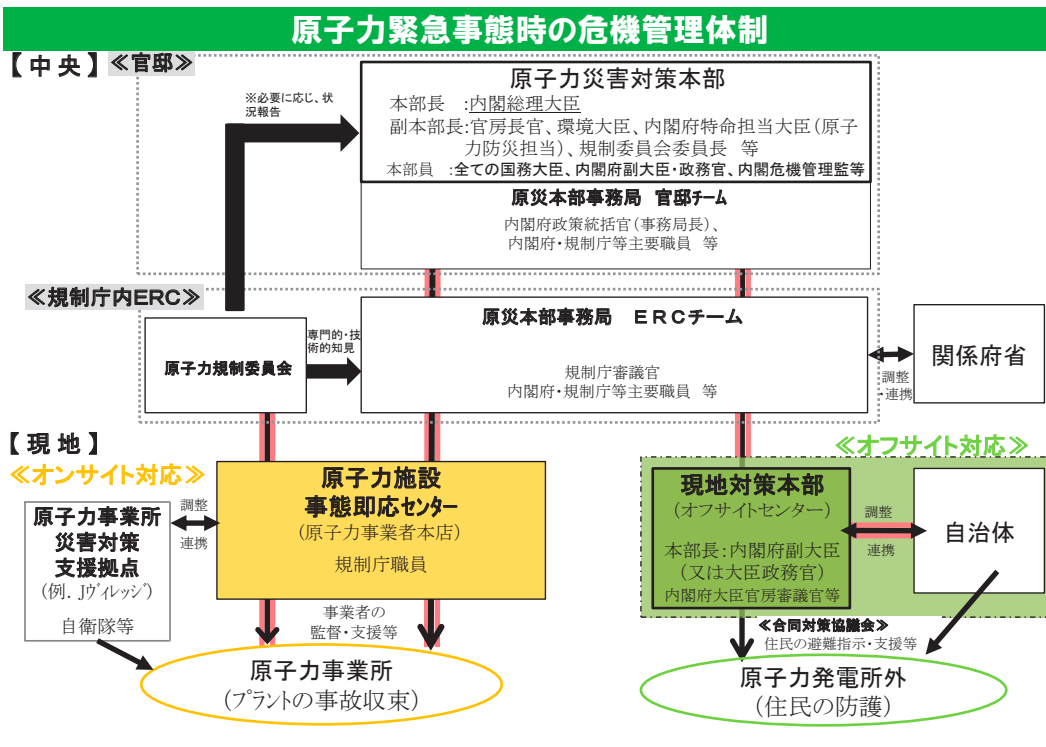 原子力緊急事態時の危機管理体制
【中央】
≪官邸≫
※必要に応じ、状
況報告
原子力災害対策本部
本部長　:内閣総理大臣
副本部長:官房長官、環境大臣、内閣府特命担当大臣(原子
力防災担当)、規制委員会委員長　等
本部員　:全ての国務大臣、内閣府副大臣・政務官、内閣危機管理監等
原災本部事務局　官邸チーム
内閣府政策統括官(事務局長)、
内閣府・規制庁等主要職員　等
≪規制庁内ERC≫
原子力規制委員会
専門的・技
術的知見
原災本部事務局　ERCチーム
規制庁審議官
内閣府・規制庁等主要職員　等
調整
・連携
関係府省
【現地】
≪オンサイト対応≫
原子力事業所
災害対策
支援拠点
(例．Jヴィレッジ)
自衛隊等
調整
連携
原子力施設
事態即応センター
(原子力事業者本店)
規制庁職員
事業者の
監督・支援等
原子力事業所
(プラントの事故収束)
≪オフサイト対応≫
現地対策本部
(オフサイトセンター)
本部長:内閣府副大臣
(又は大臣政務官)
内閣府大臣官房審議官等
調整
連携
自治体
≪合同対策協議会≫
住民の避難指示・支援等
原子力発電所外
(住民の防護)